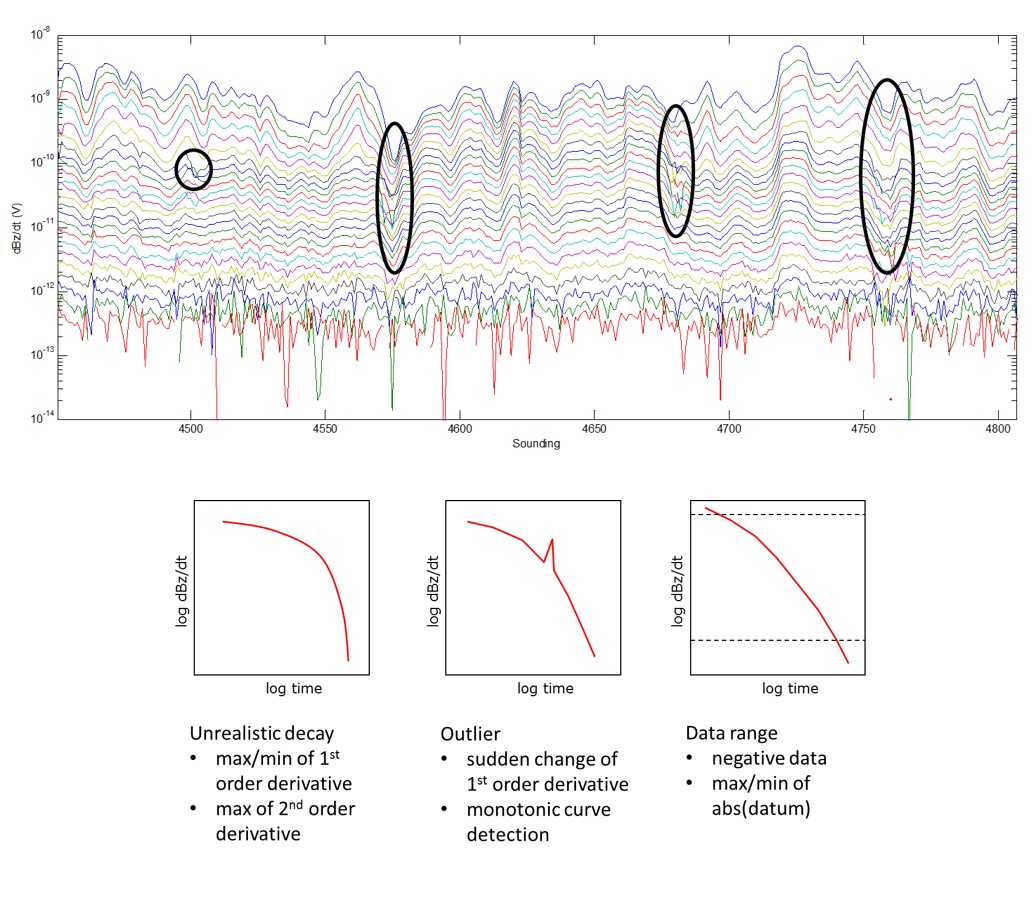 10⁻⁸
10⁻⁹
10⁻¹⁰
10⁻¹¹
10⁻¹²
10⁻¹³
10⁻¹⁴
dBz/dt (V)
4500 4550 4600 4650 4700 4750 4800
Sounding
log dBz/dt log dBz/dt log dBz/dt
log time log time log time
Unrealistic decay
• max/min of 1st
order derivative
• max of 2nd order
derivative
Outlier
• sudden change of
1st order derivative
• monotonic curve
detection
Data range
• negative data
• max/min of
abs(datum)